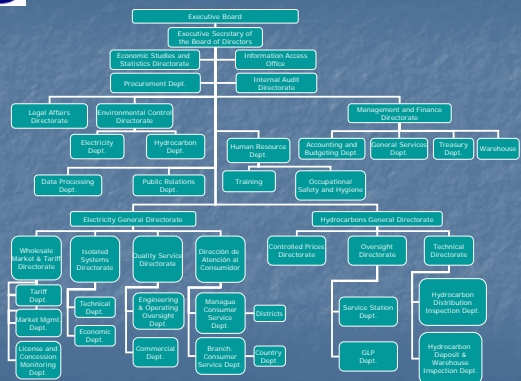 Executive Board
Executive Secretary of
the Board of Directors
Economic Studies and
Statistics Directorate
Information Access
Office
Procurement Dept.
Internal Audit
Directorate
Legal Affairs
Directorate
Environmental Control
Directorate
Management and Finance
Directorate
Electricity
Dept.
Hydrocarbon
Dept.
Human Resource
Dept.
Accounting and
Budgeting Dept.
General Services
Dept.
Treasury
Dept.
Warehouse
Data Processing
Dept.
Public Relations
Dept.
Training
Occupational
Safety and Hygiene
Electricity General Directorate
Hydrocarbons General Directorate
Wholesale
Market & Tariff
Directorate
Isolated
Systems
Directorate
Quality Service
Directorate
Dirección de
Atención al
Consumidor
Controlled Prices
Directorate
Oversight
Directorate
Technical
Directorate
Tariff
Dept.
Market Mgmt.
Dept.
License and
Concession
Monitoring
Dept.
Technical
Dept.
Economic
Dept.
Engineering
& Operating
Oversight
Dept.
Commercial
Dept.
Managua
Consumer
Service
Dept.
Districts
Branch.
Consumer
Service Dept.
Country
Dept.
Service Station
Dept.
GLP
Dept.
Hydrocarbon
Distribution
Inspection Dept.
Hydrocarbon
Deposit &
Warehouse
Inspection Dept.